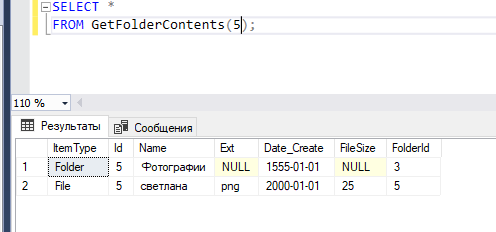 SELECT *
FROM GetFolderContents(5);
110 %
Результаты Сообщения
ItemType Id Name Ext Date_Create FileSize FolderId
1 Folder 5 Фотографии NULL 1555-01-01 NULL 3
2 File 5 светлана png 2000-01-01 25 5